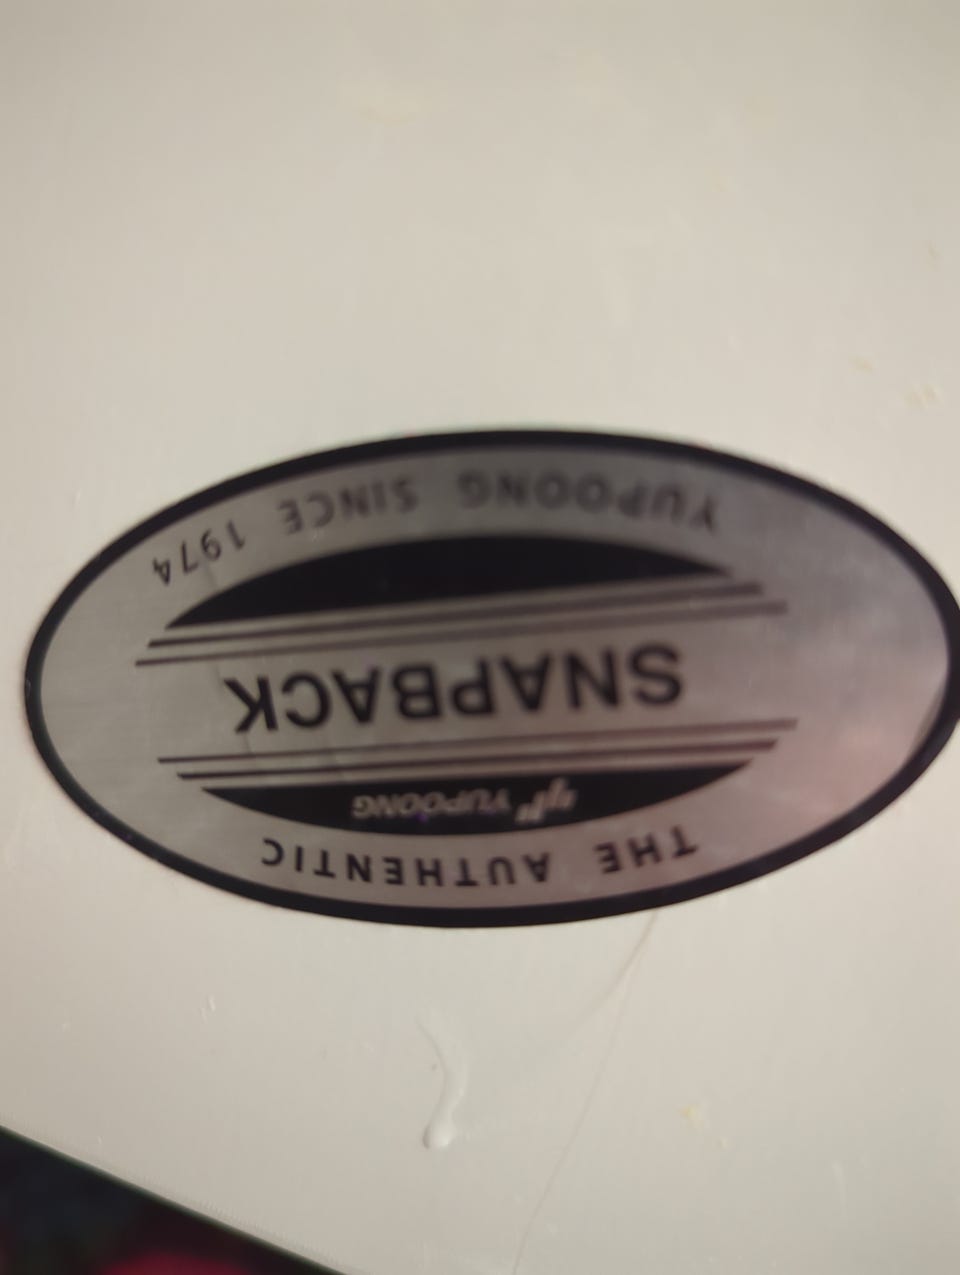 THE AUTHENTIC
YUPOONG
SNAPBACK
YUPOONG SINCE 1974